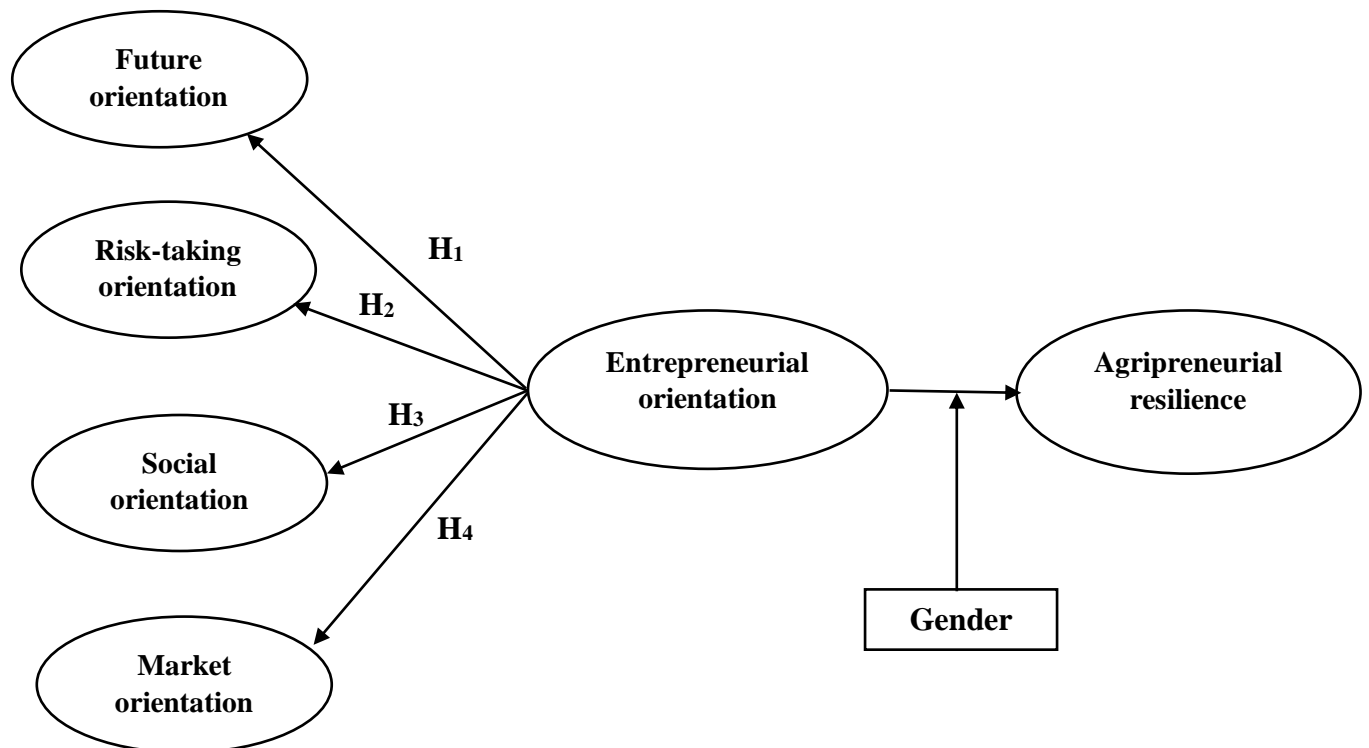 Future
orientation
Risk-taking
orientation
H1
H2
Entrepreneurial
orientation
Agripreneurial
resilience
H3
Social
orientation
H4
Gender
Market
orientation